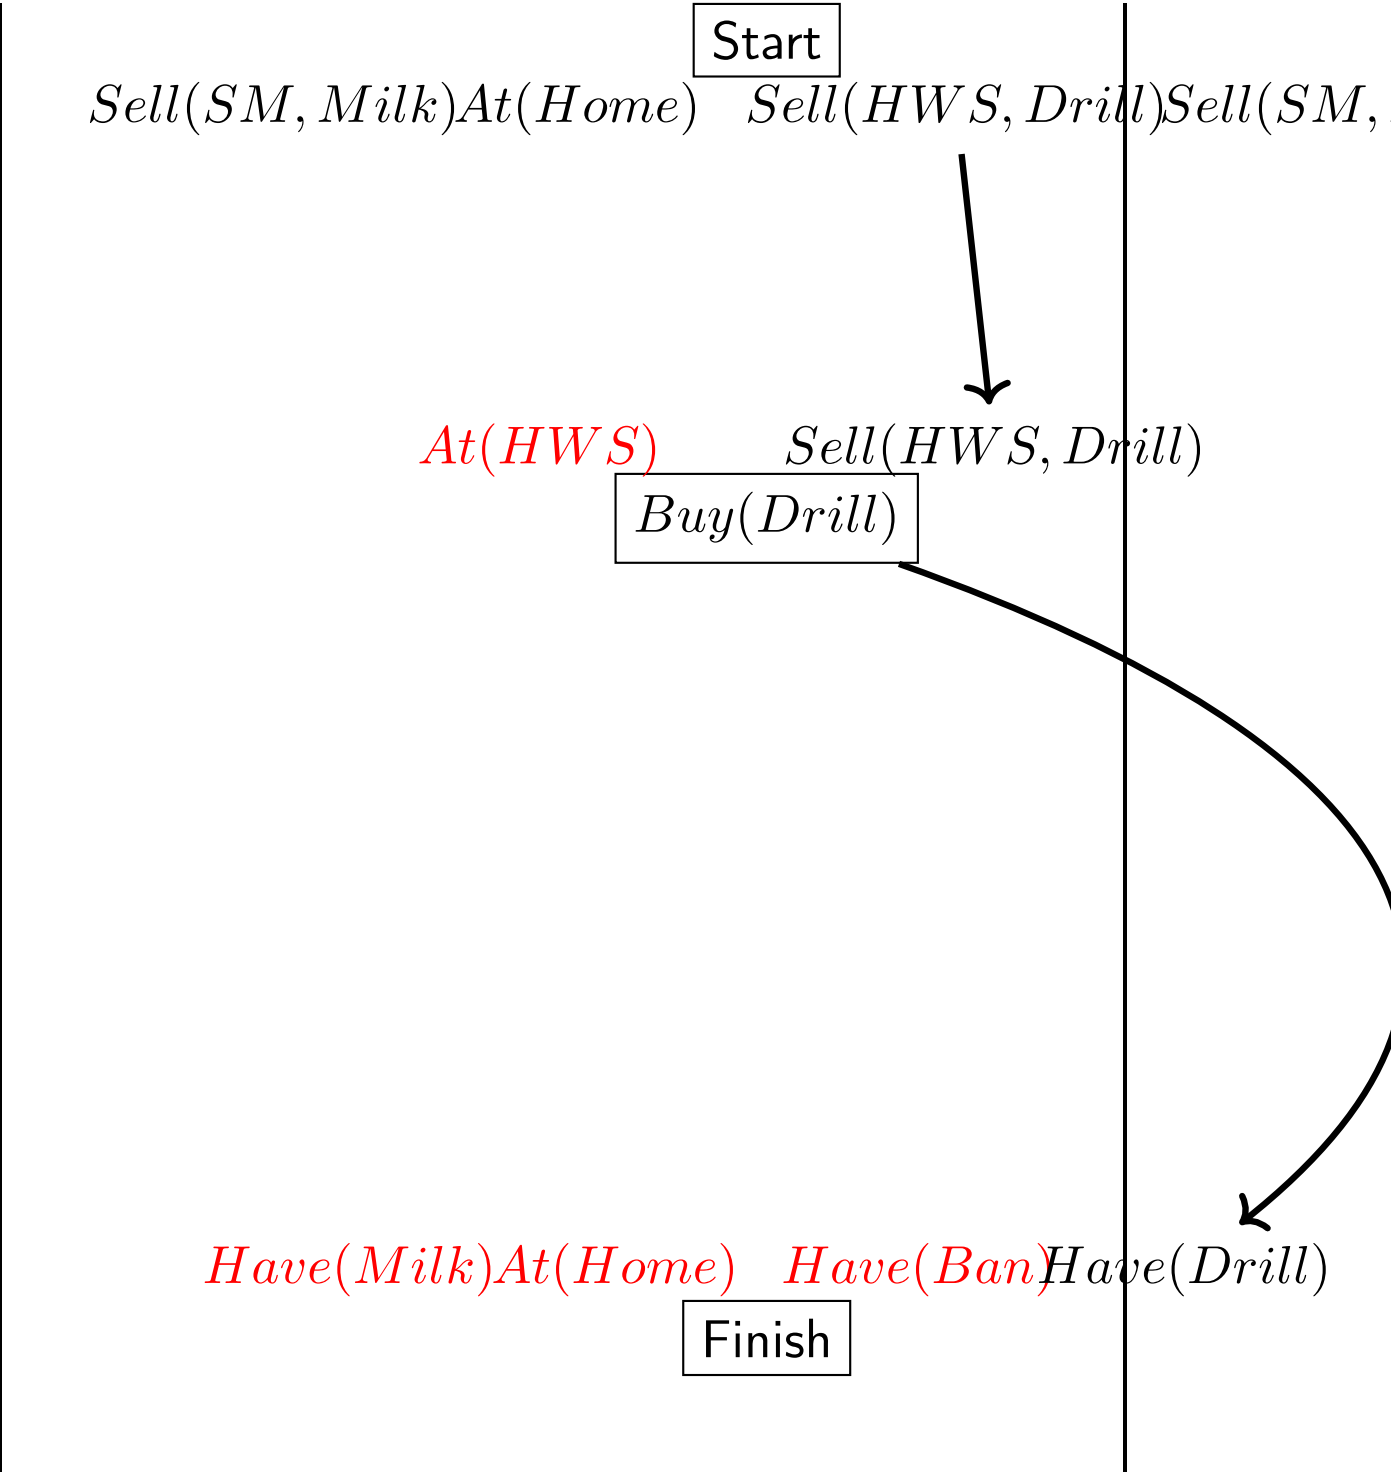 Start
Sell(SM, Milk)At(Home) Sell(HWS, Drill)Sell(SM,
At(HWS) Sell(HWS, Drill)
Buy(Drill)
Have(Milk)At(Home) Have(Ban)Have(Drill)
Finish